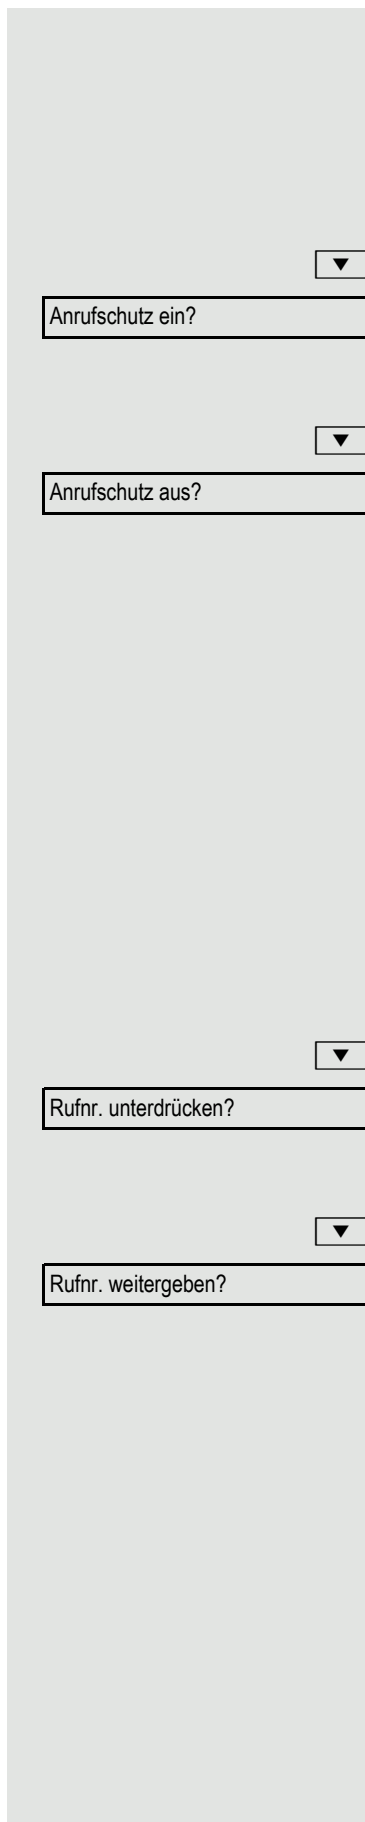 ▼
Anrufschutz ein?
▼
Anrufschutz aus?
▼
Rufnr. unterdrücken?
▼
Rufnr. weitergeben?